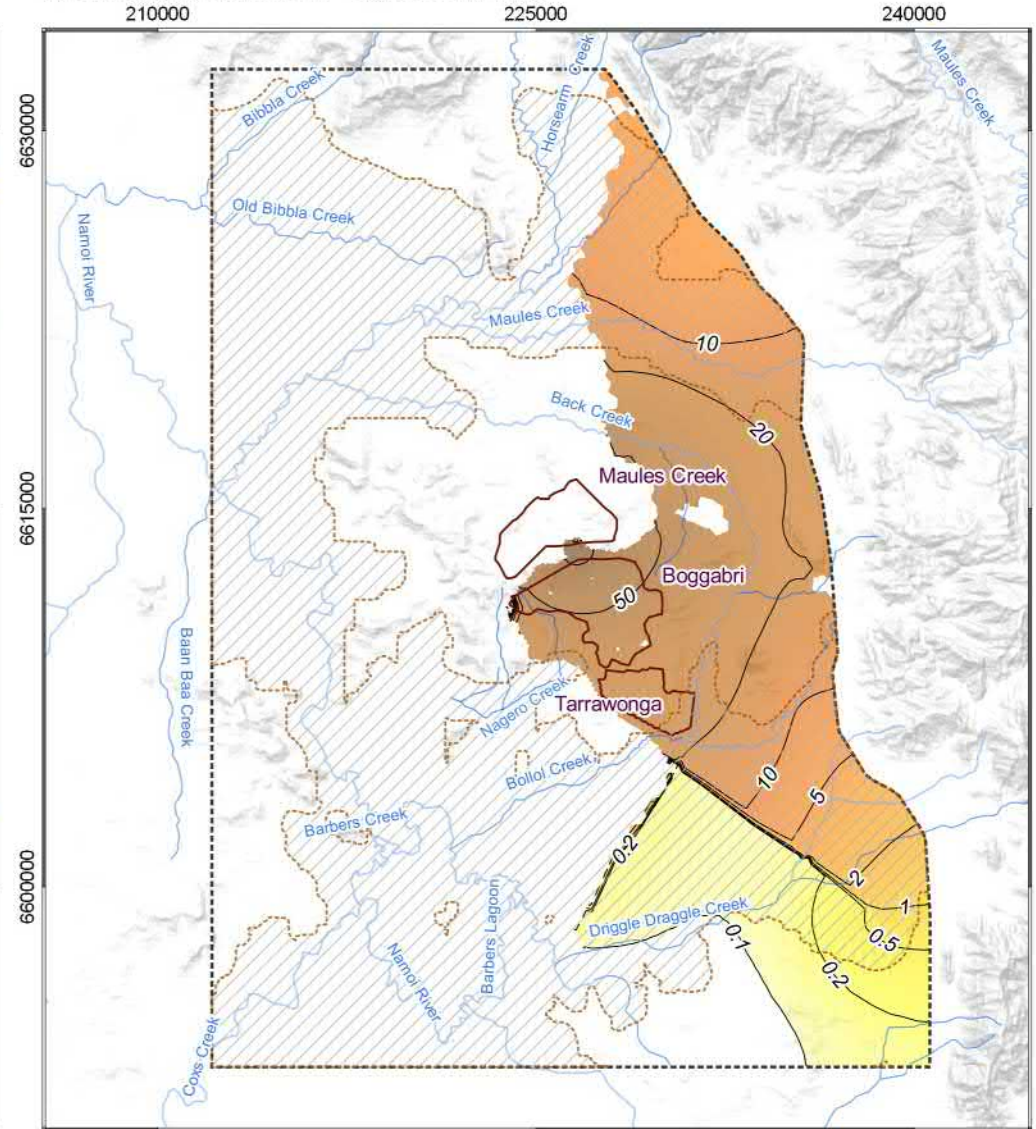 210000
225000
240000
6630000
6615000
6600000
Bibbla Creek
Horsearm Creek
Maules Creek
Old Bibbla Creek
Namoi River
Maules Creek
10
Back Creek
20
Maules Creek
Boggabri
50
Baan Baa Creek
Nagero Creek
Tarrawonga
Bollol Creek
10
5
Barbers Creek
0.2
2
1
Barbers Lagoon
Driggle Draggle Creek
0.5
0.1
0.2
Namoi River
Coxs Creek